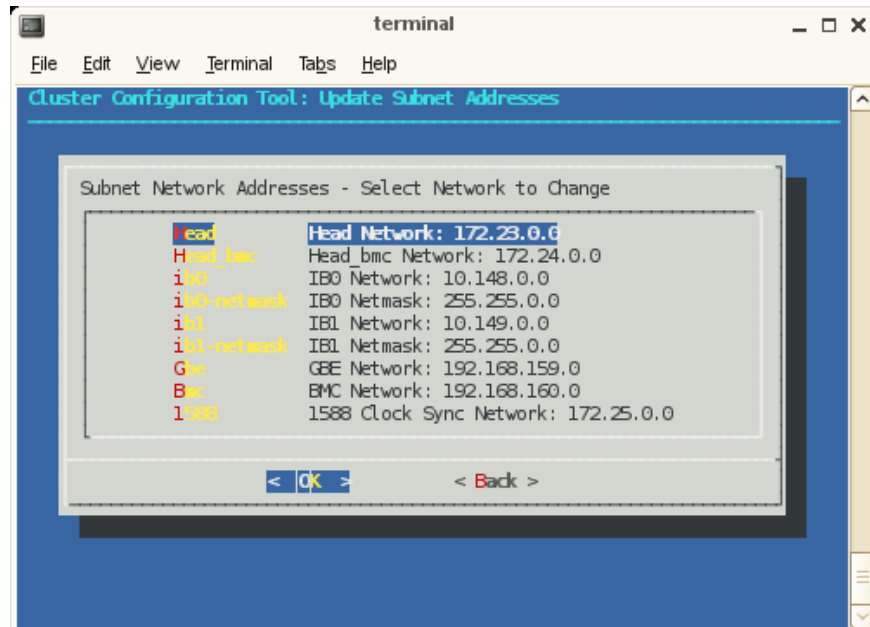 terminal
File Edit View Terminal Tabs Help
Cluster Configuration Tool: Update Subnet Addresses
Subnet Network Addresses - Select Network to Change
Head Head Network: 172.23.0.0
Head_bmc Head_bmc Network: 172.24.0.0
ib0 IB0 Network: 10.148.0.0
ib0-netmask IB0 Netmask: 255.255.0.0
ib1 IB1 Network: 10.149.0.0
ib1-netmask IB1 Netmask: 255.255.0.0
Gbe GBE Network: 192.168.159.0
Bmc BMC Network: 192.168.160.0
1588 1588 Clock Sync Network: 172.25.0.0
< OK > < Back >